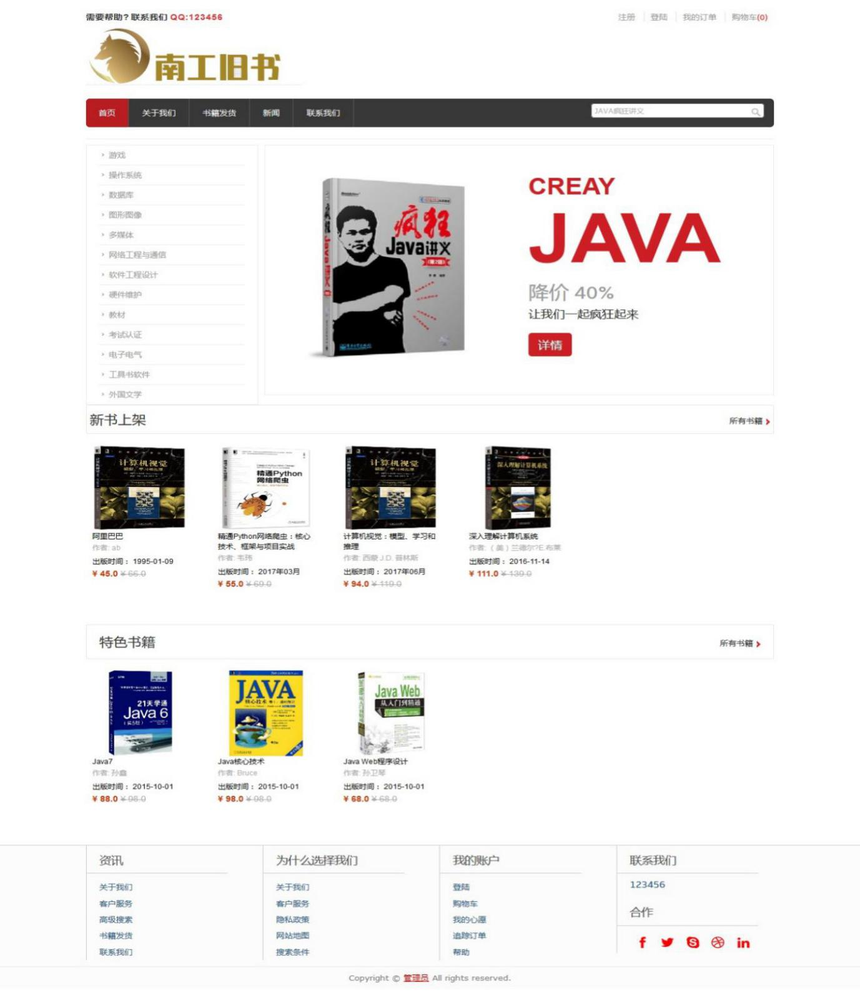 需要帮助？联系我们 QQ:123456
注册 登陆 我的订单 购物车(0)
南工旧书
首页 关于我们 书籍发货 新闻 联系我们 JAVA疯狂讲义
游戏
操作系统
数据库
图形图像
多媒体
网络工程与通信
软件工程设计
硬件维护
教材
考试认证
电子电气
工具书软件
外国文学
疯狂
Java讲义
(第2版)
CREAY
JAVA
降价 40%
让我们一起疯狂起来
详情
新书上架
所有书籍
计算机视觉
模型、学习和推理
精通Python
网络爬虫
计算机视觉
模型、学习和推理
深入理解计算机系统
阿里巴巴
作者: ab
出版时间： 1995-01-09
¥ 45.0 ¥ 66.0
精通Python网络爬虫：核心
技术、框架与项目实战
作者: 韦玮
出版时间： 2017年03月
¥ 55.0 ¥ 69.0
计算机视觉：模型、学习和
推理
作者: 西蒙 J.D. 普林斯
出版时间： 2017年06月
¥ 94.0 ¥ 119.0
深入理解计算机系统
作者: （美）兰德尔?E.布莱
出版时间： 2016-11-14
¥ 111.0 ¥ 139.0
特色书籍
所有书籍
21天学通
Java 6
JAVA
核心技术
Java Web
从入门到精通
Java7
作者: 孙鑫
出版时间： 2015-10-01
¥ 88.0 ¥ 98.0
Java核心技术
作者: Bruce
出版时间： 2015-10-01
¥ 98.0 ¥ 98.0
Java Web程序设计
作者: 孙卫琴
出版时间： 2015-10-01
¥ 68.0 ¥ 68.0
资讯
关于我们
客户服务
高级搜索
书籍发货
联系我们
为什么选择我们
关于我们
客户服务
隐私政策
网站地图
搜索条件
我的账户
登陆
购物车
我的心愿
追踪订单
帮助
联系我们
123456
合作
Copyright © 管理员 All rights reserved.